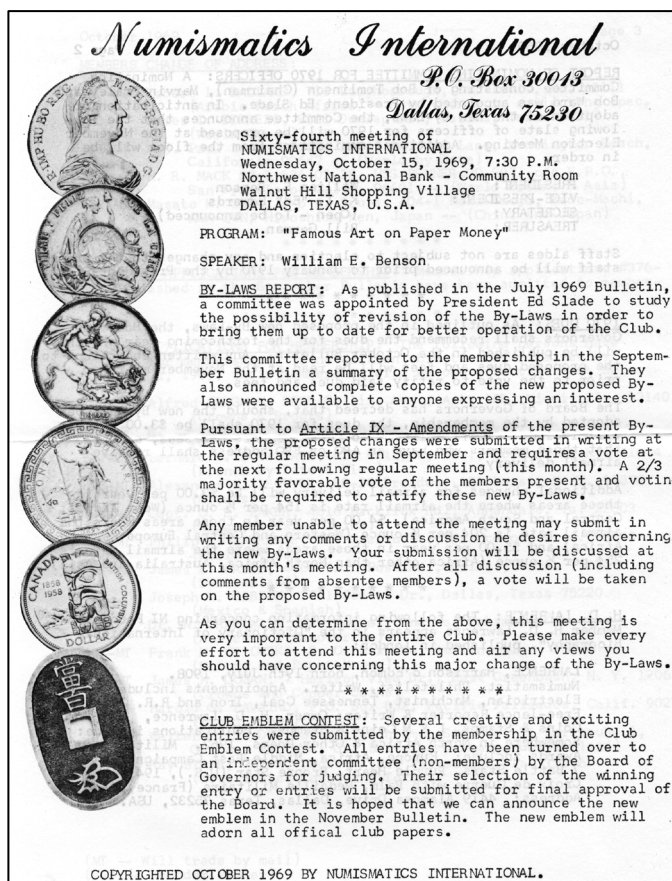 Numismatics International
P.O. Box 30013
Dallas, Texas 75230
Sixty-fourth meeting of
NUMISMATICS INTERNATIONAL
Wednesday, October 15, 1969, 7:30 P.M.
Northwest National Bank - Community Room
Walnut Hill Shopping Village
DALLAS, TEXAS, U.S.A.
PROGRAM: "Famous Art on Paper Money"
SPEAKER: William E. Benson
BY-LAWS REPORT: As published in the July 1969 Bulletin,
a committee was appointed by President Ed Slade to study
the possibility of revision of the By-Laws in order to
bring them up to date for better operation of the Club.
This committee reported to the membership in the Septem-
ber Bulletin a summary of the proposed changes. They
also announced complete copies of the new proposed By-
Laws were available to anyone expressing an interest.
Pursuant to Article IX - Amendments of the present By-
Laws, the proposed changes were submitted in writing at
the regular meeting in September and requiresa vote at
the next following regular meeting (this month). A 2/3
majority favorable vote of the members present and votin
shall be required to ratify these new By-Laws.
Any member unable to attend the meeting may submit in
writing any comments or discussion he desires concerning
the new By-Laws. Your submission will be discussed at
this month's meeting. After all discussion (including
comments from absentee members), a vote will be taken
on the proposed By-Laws.
As you can determine from the above, this meeting is
very important to the entire Club. Please make every
effort to attend this meeting and air any views you
should have concerning this major change of the By-Laws.
* * * * * * * * * *
CLUB EMBLEM CONTEST: Several creative and exciting
entries were submitted by the membership in the Club
Emblem Contest. All entries have been turned over to
an independent committee (non-members) by the Board of
Governors for judging. Their selection of the winning
entry or entries will be submitted for final approval of
the Board. It is hoped that we can announce the new
emblem in the November Bulletin. The new emblem will
adorn all offical club papers.
COPYRIGHTED OCTOBER 1969 BY NUMISMATICS INTERNATIONAL.
R·IMP·HU·BO·REG·
M·THERESIA·D·G·
CANADA
1858
1958
BRITISH COLUMBIA
DOLLAR
當百